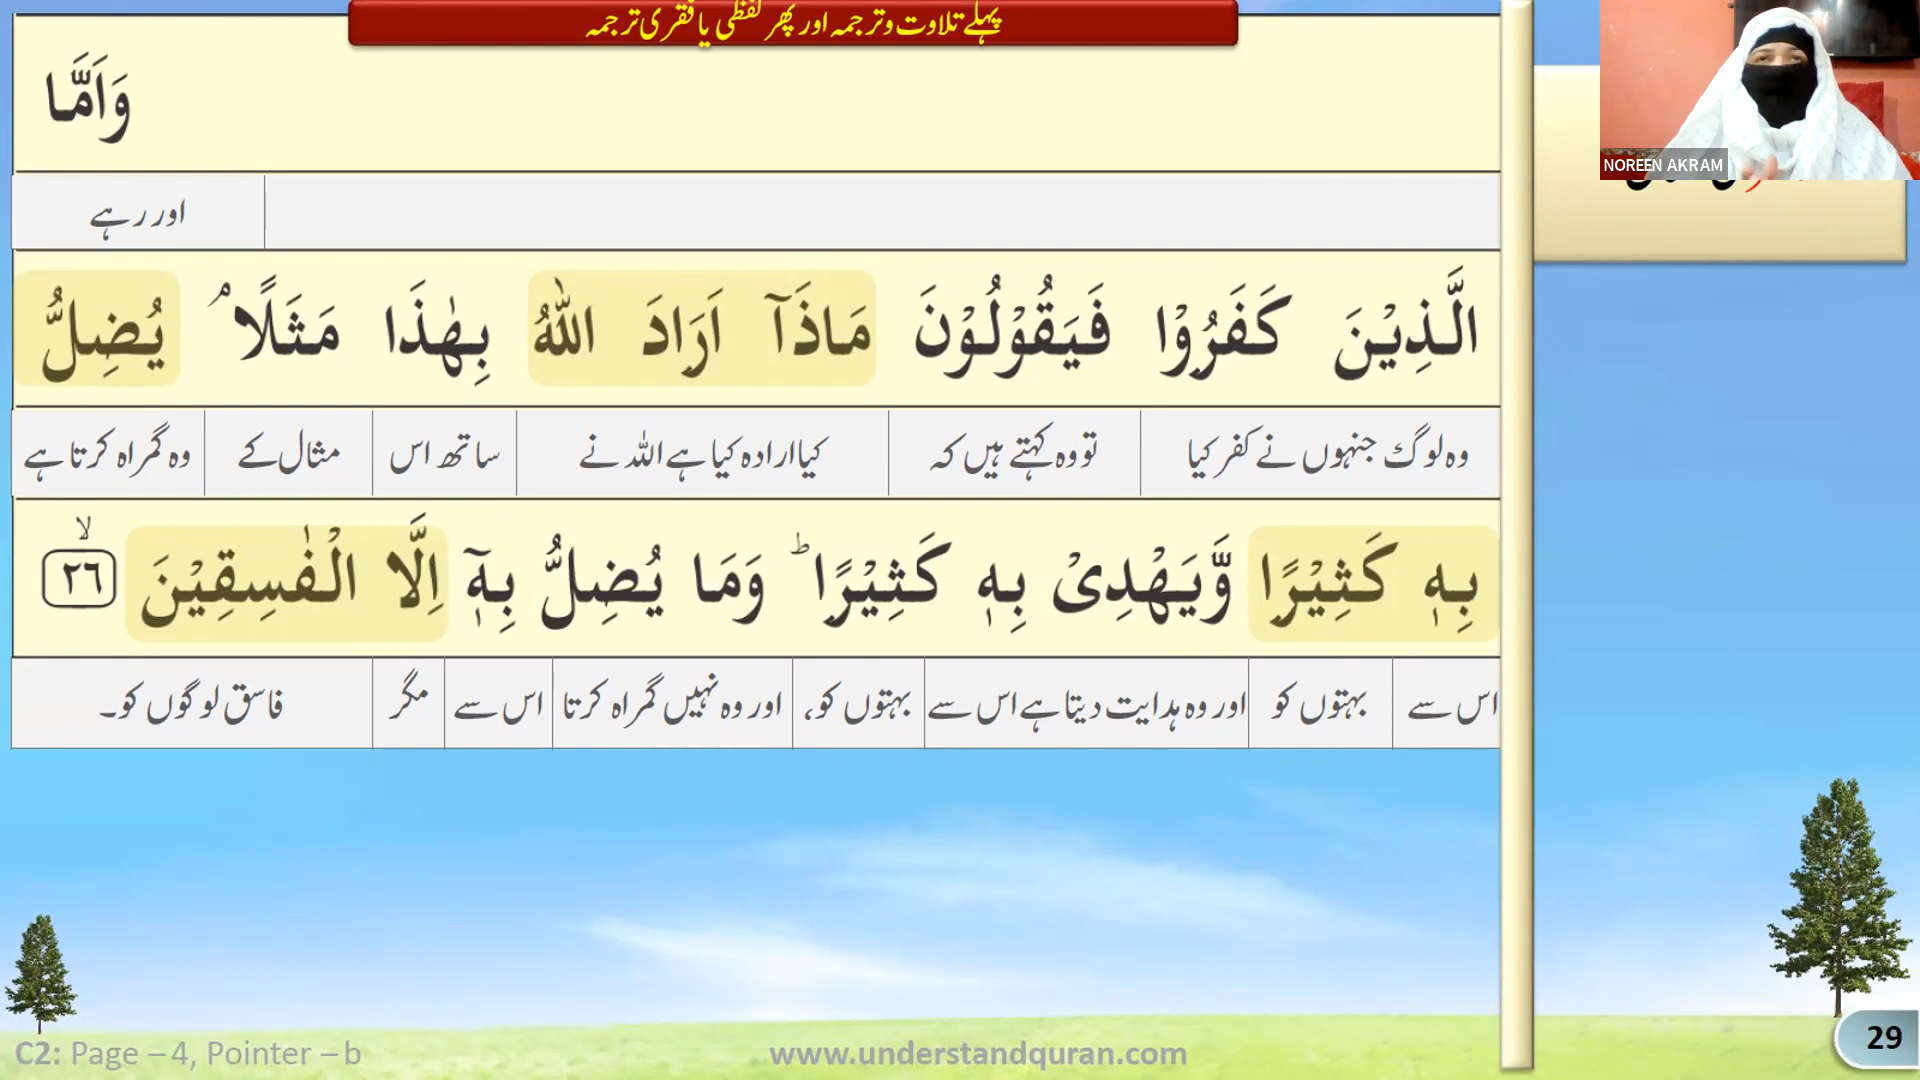 پہلے تلاوت و ترجمہ اور پھر لفظی یا فقری ترجمہ
وَاَمَّا
اور رہے
الَّذِيْنَ كَفَرُوْا فَيَقُوْلُوْنَ مَاذَآ اَرَادَ اللّٰهُ بِهٰذَا مَثَلًا ۘ يُضِلُّ
وہ لوگ جنہوں نے کفر کیا تو وہ کہتے ہیں کہ کیا ارادہ کیا ہے اللہ نے ساتھ اس مثال کے وہ گمراہ کرتا ہے
بِهٖ كَثِيْرًا وَّيَهْدِىْ بِهٖ كَثِيْرًا ؕ وَمَا يُضِلُّ بِهٖٓ اِلَّا الْفٰسِقِيْنَ ۙ ٢٦
اس سے بہتوں کو اور وہ ہدایت دیتا ہے اس سے بہتوں کو، اور وہ نہیں گمراہ کرتا اس سے مگر فاسق لوگوں کو۔
NOREEN AKRAM
C2: Page – 4, Pointer – b
www.understandquran.com
29